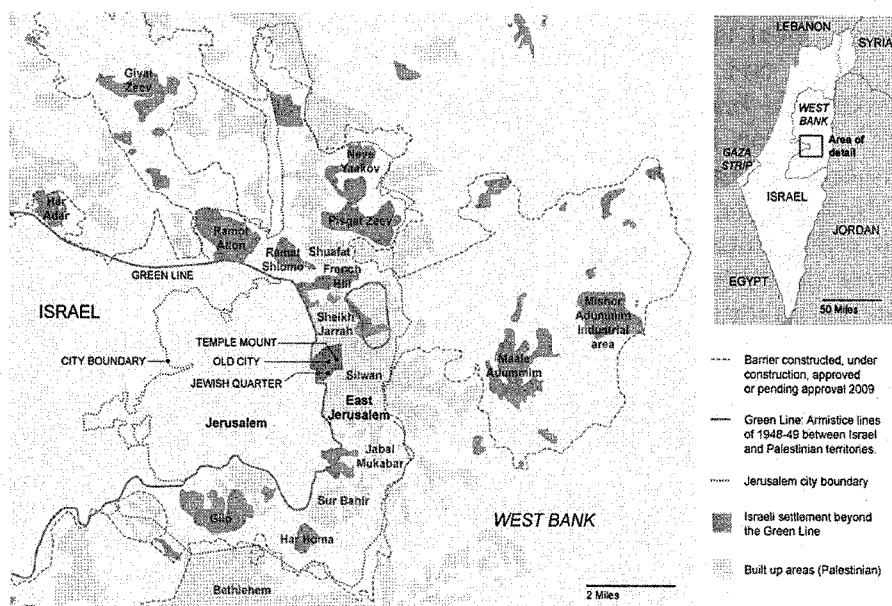 Givat
Zeev
Neve
Yaakov
Har
Adar
Ramot
Allon
Pisgat Zeev
Ramat
Shlomo
Shuafat
French
Hill
GREEN LINE
ISRAEL
Sheikh
Jarrah
Mishor
Adummim
Industrial
area
TEMPLE MOUNT
CITY BOUNDARY
OLD CITY
JEWISH QUARTER
Silwan
Maale
Adummim
East
Jerusalem
Jerusalem
Jabal
Mukabar
Sur Bahir
Gilo
Har Homa
WEST BANK
Bethlehem
2 Miles
LEBANON
SYRIA
WEST
BANK
Area of
detail
GAZA
STRIP
ISRAEL
JORDAN
EGYPT
50 Miles
Barrier constructed, under
construction, approved
or pending approval 2009
Green Line: Armistice lines
of 1948-49 between Israel
and Palestinian territories.
Jerusalem city boundary
Israeli settlement beyond
the Green Line
Built up areas (Palestinian)